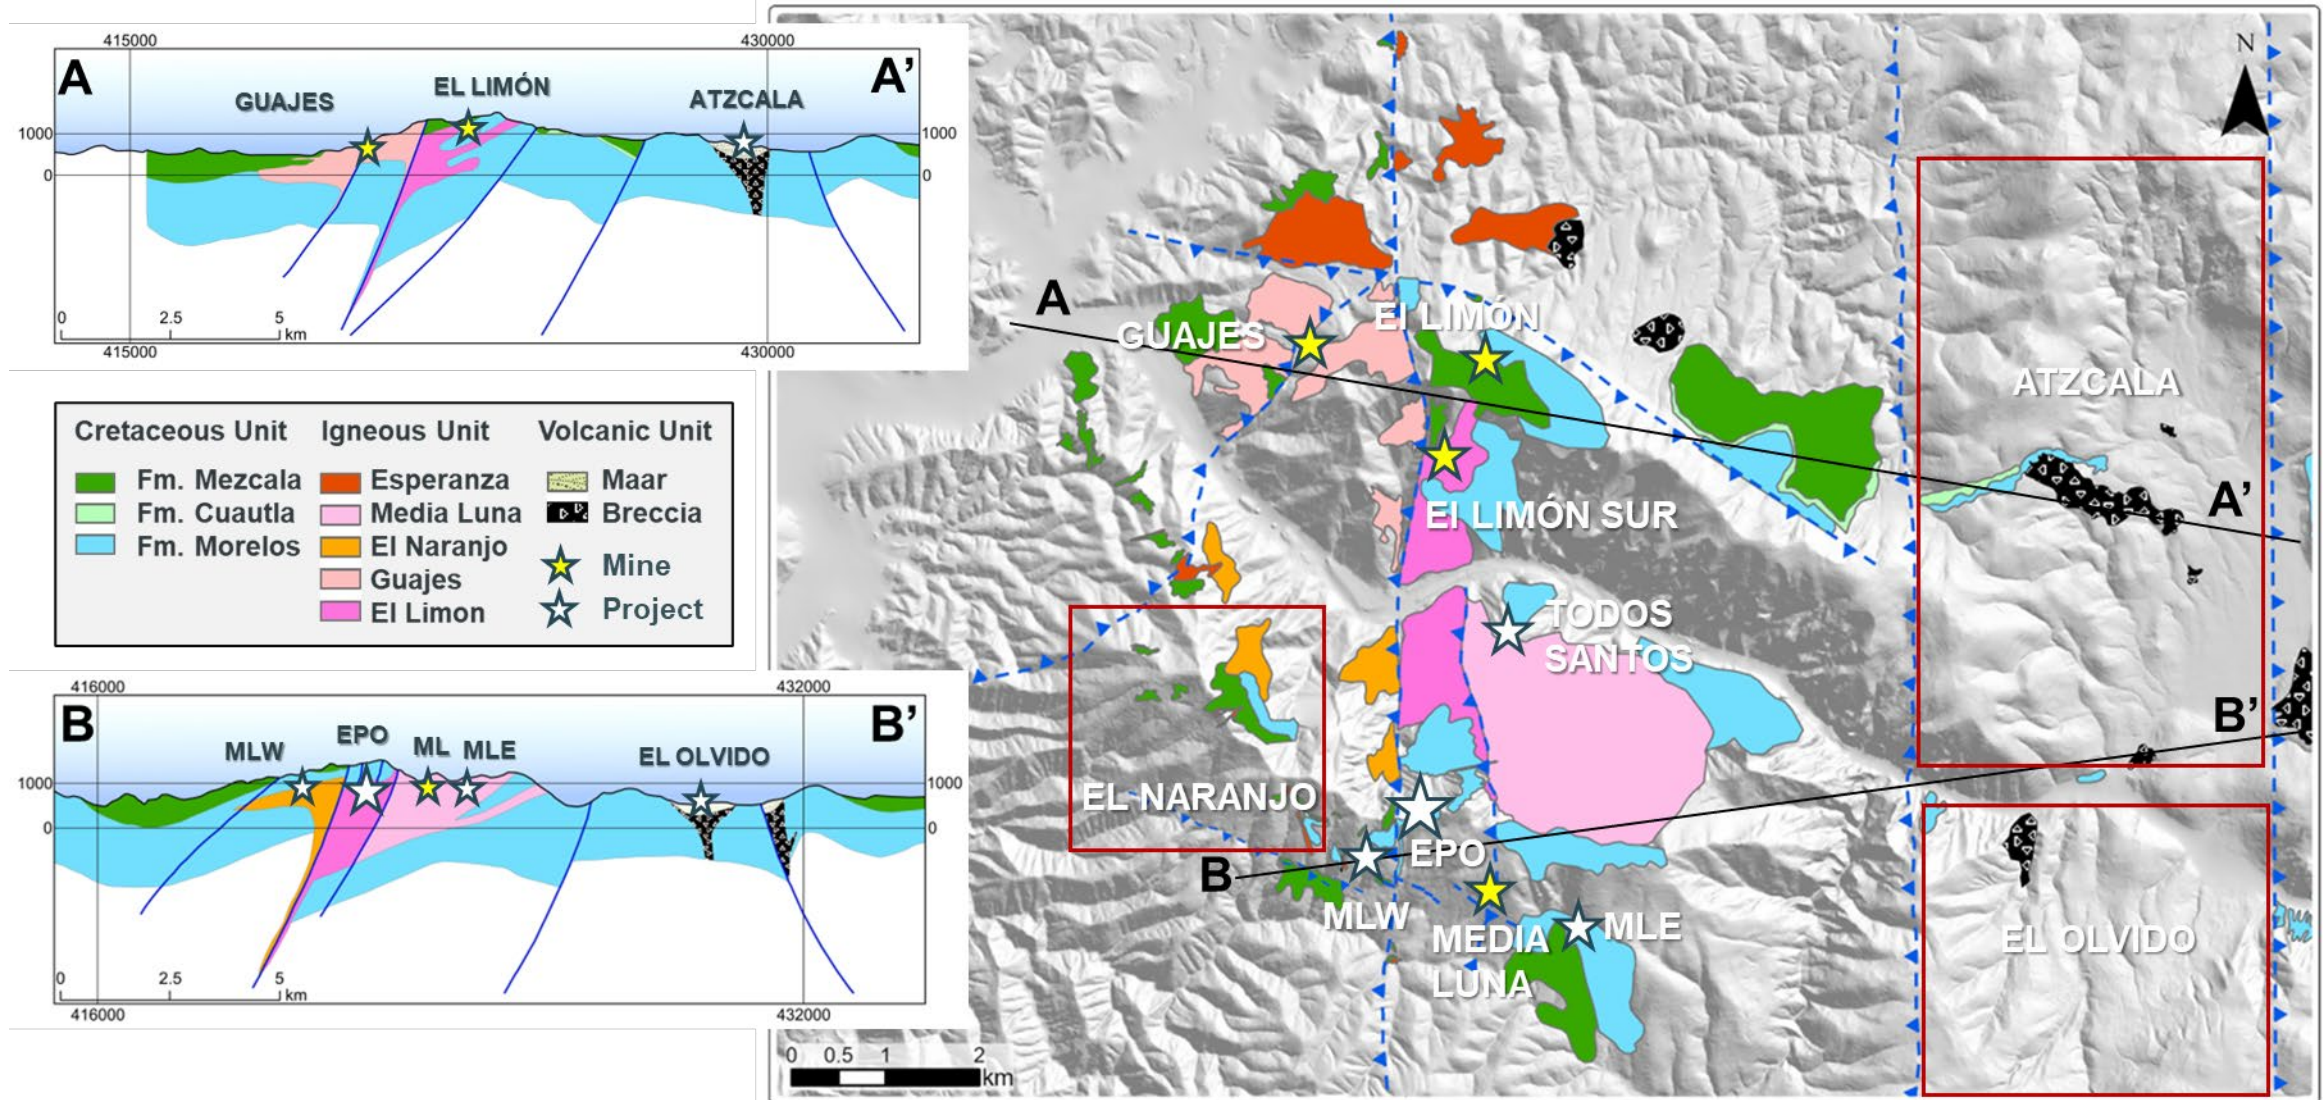 415000
430000
A
A’
GUAJES
EL LIMÓN
ATZCALA
1000
1000
0
0
0
2.5
5
km
415000
430000
Cretaceous Unit
Fm. Mezcala
Fm. Cuautla
Fm. Morelos
Igneous Unit
Esperanza
Media Luna
El Naranjo
Guajes
El Limon
Volcanic Unit
Maar
Breccia
Mine
Project
416000
432000
B
B’
MLW
EPO
ML
MLE
EL OLVIDO
1000
1000
0
0
0
2.5
5
km
416000
432000
N
A
GUAJES
El LIMÓN
ATZCALA
A’
El LIMÓN SUR
TODOS
SANTOS
B’
EL NARANJO
B
EPO
MLW
MEDIA
LUNA
MLE
EL OLVIDO
0
0.5
1
2
km